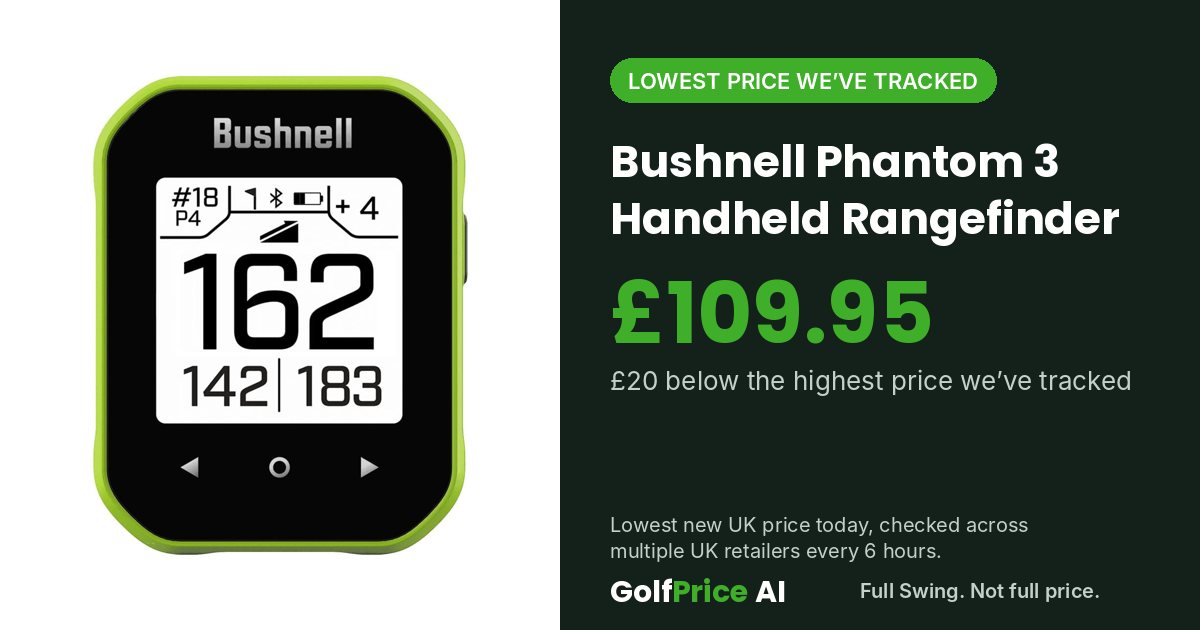 Bushnell
#18
P4
+ 4
162
142 183
LOWEST PRICE WE’VE TRACKED
Bushnell Phantom 3
Handheld Rangefinder
£109.95
£20 below the highest price we’ve tracked
Lowest new UK price today, checked across
multiple UK retailers every 6 hours.
GolfPrice AI
Full Swing. Not full price.